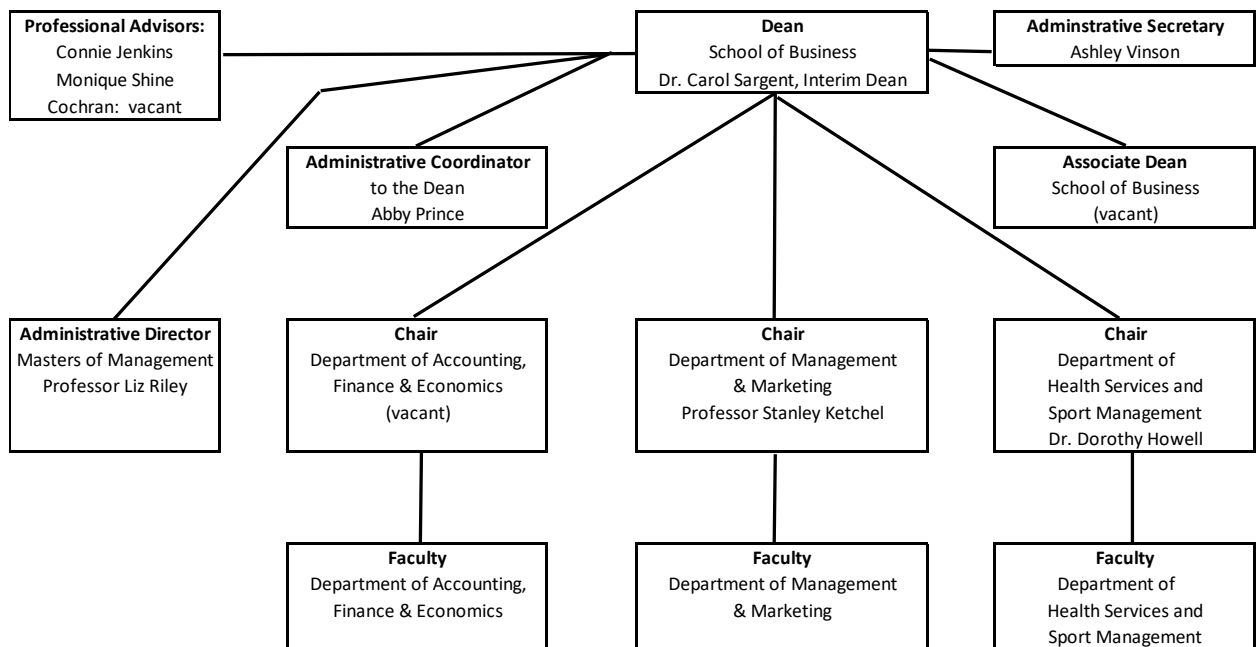 Professional Advisors:
Connie Jenkins
Monique Shine
Cochran: vacant
Dean
School of Business
Dr. Carol Sargent, Interim Dean
Adminstrative Secretary
Ashley Vinson
Administrative Coordinator
to the Dean
Abby Prince
Associate Dean
School of Business
(vacant)
Administrative Director
Masters of Management
Professor Liz Riley
Chair
Department of Accounting,
Finance & Economics
(vacant)
Chair
Department of Management
& Marketing
Professor Stanley Ketchel
Chair
Department of
Health Services and
Sport Management
Dr. Dorothy Howell
Faculty
Department of Accounting,
Finance & Economics
Faculty
Department of Management
& Marketing
Faculty
Department of
Health Services and
Sport Management